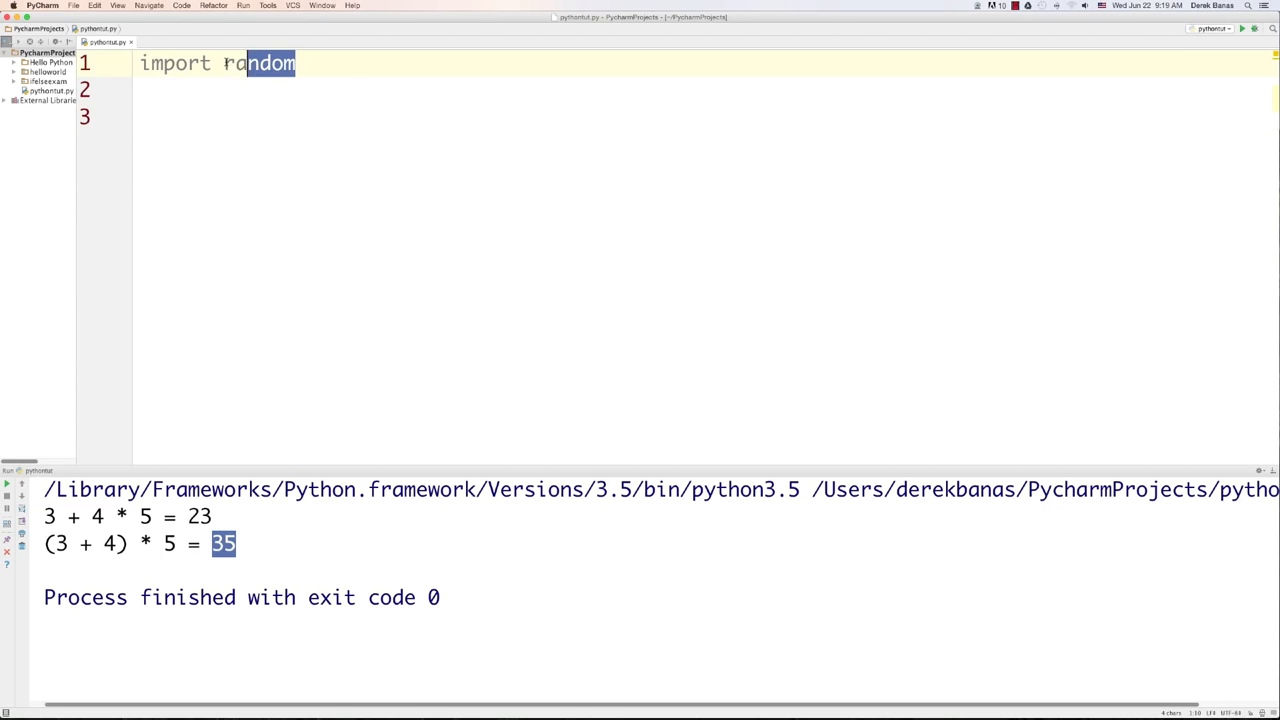 PyCharm File Edit View Navigate Code Refactor Run Tools VCS Window Help 10 Wed Jun 22 9:19 AM Derek Banas
pythontut.py - PycharmProjects - [~/PycharmProjects]
PycharmProjects pythontut.py pythontut
pythontut.py
PycharmProject
Hello Python
helloworld
ifelseexam
pythontut.py
External Librarie
1 import random
2
3
Run pythontut
/Library/Frameworks/Python.framework/Versions/3.5/bin/python3.5 /Users/derekbanas/PycharmProjects/pytho
3 + 4 * 5 = 23
(3 + 4) * 5 = 35
Process finished with exit code 0
4 chars 1:10 LF÷ UTF-8÷